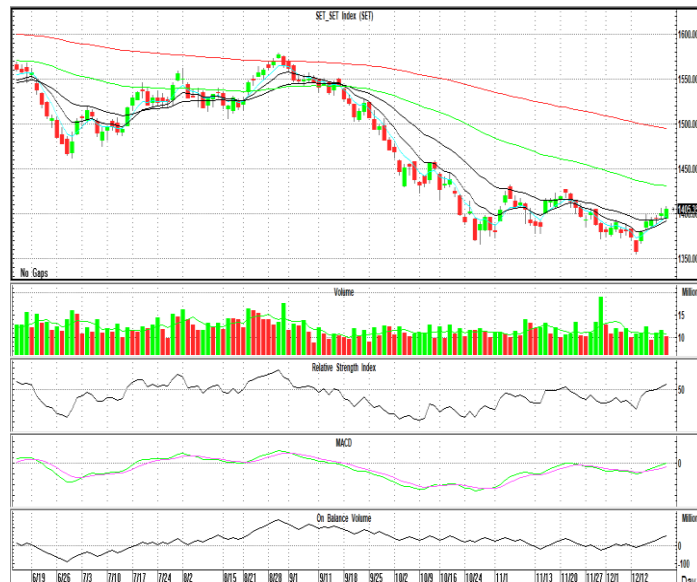 SET_SET Index (SET)
1600.00
1550.00
1500.00
1450.00
1405.36
1400.00
1350.00
No Gaps
Volume
Million
15
10
Relative Strength Index
50
MACD
0
On Balance Volume
Million
0
-100
6/19 6/26 7/3 7/10 7/17 7/24 8/2 8/15 8/21 8/28 9/1 9/11 9/18 9/25 10/2 10/9 10/16 10/24 11/1 11/13 11/20 11/27 12/1 12/12